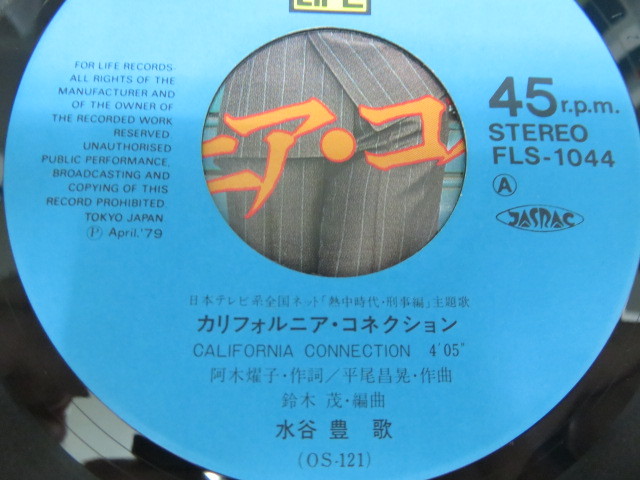 LIFE
FOR LIFE RECORDS-
ALL RIGHTS OF THE
MANUFACTURER AND
OF THE OWNER OF
THE RECORDED WORK
RESERVED.
UNAUTHORISED
PUBLIC PERFORMANCE,
BROADCASTING AND
COPYING OF THIS
RECORD PROHIBITED.
TOKYO JAPAN
Ⓟ April.'79
ニア・コ
45 r.p.m.
STEREO
FLS-1044
Ⓐ
JASRAC
日本テレビ系全国ネット「熱中時代・刑事編」主題歌
カリフォルニア・コネクション
CALIFORNIA CONNECTION 4'05"
阿木燿子・作詞／平尾昌晃・作曲
鈴木 茂・編曲
水谷 豊 歌
(OS-121)